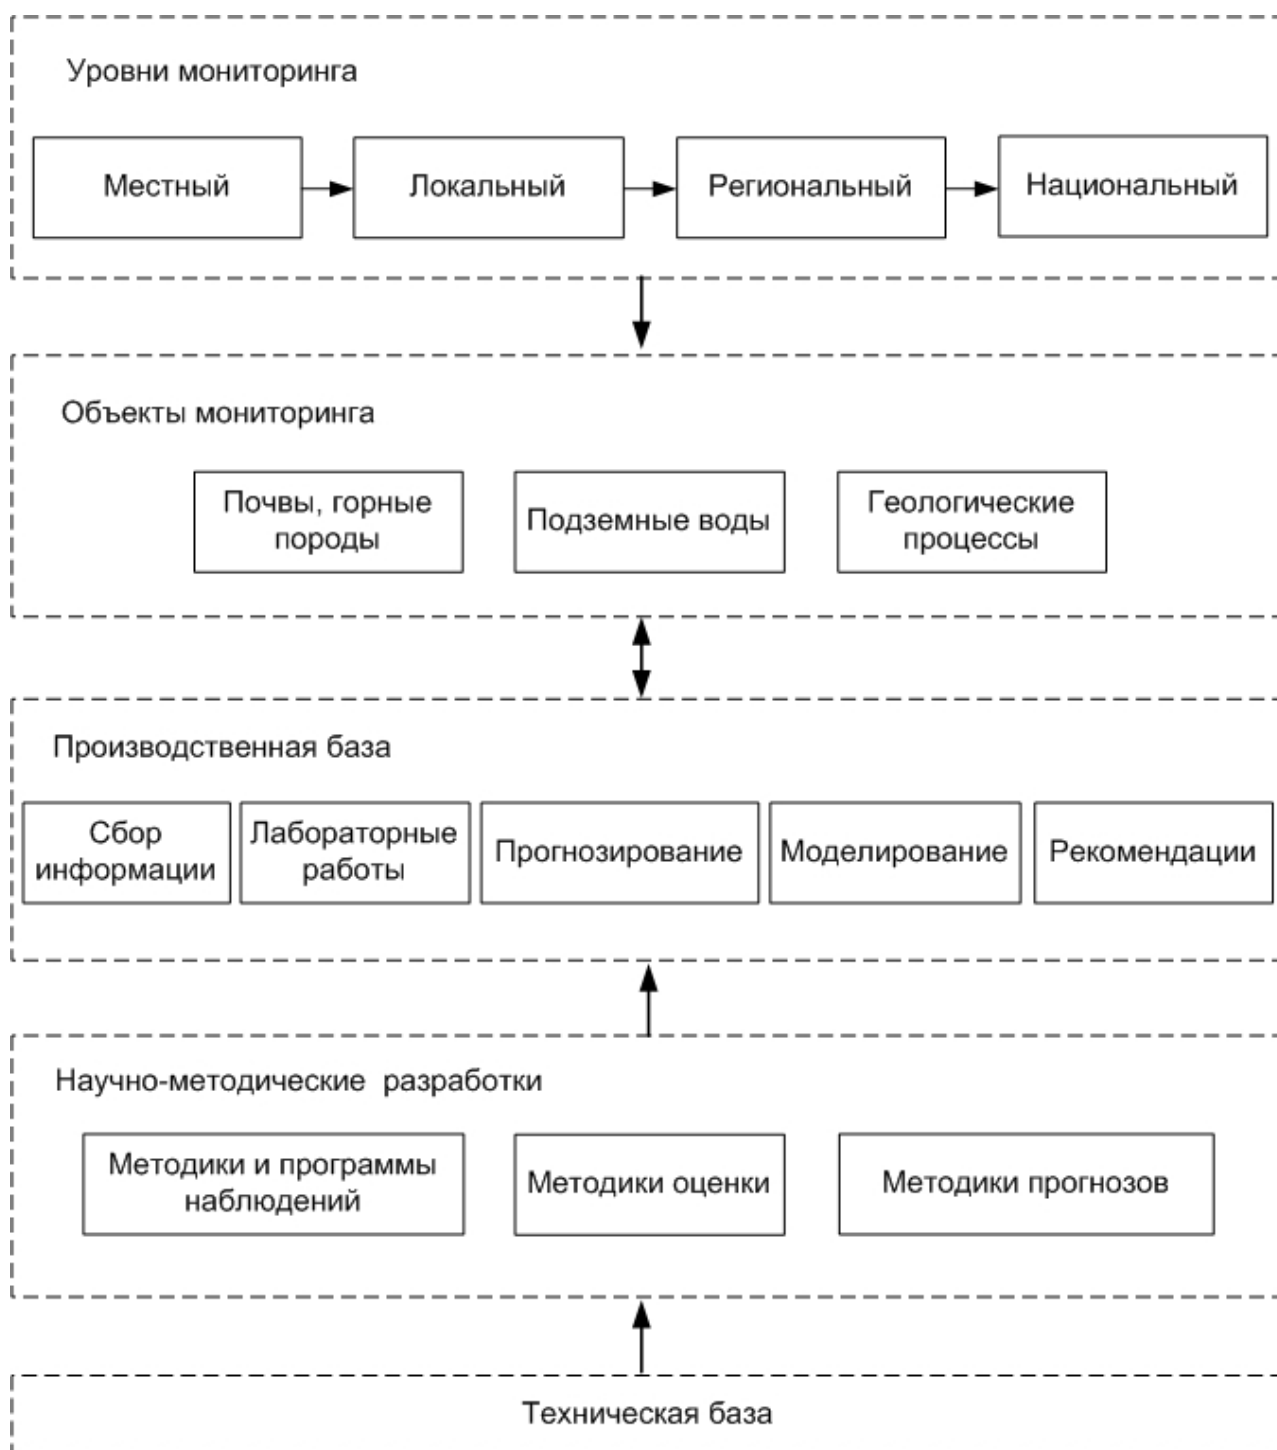 Уровни мониторинга
Местный
Локальный
Региональный
Национальный
Объекты мониторинга
Почвы, горные
породы
Подземные воды
Геологические
процессы
Производственная база
Сбор
информации
Лабораторные
работы
Прогнозирование
Моделирование
Рекомендации
Научно-методические разработки
Методики и программы
наблюдений
Методики оценки
Методики прогнозов
Техническая база